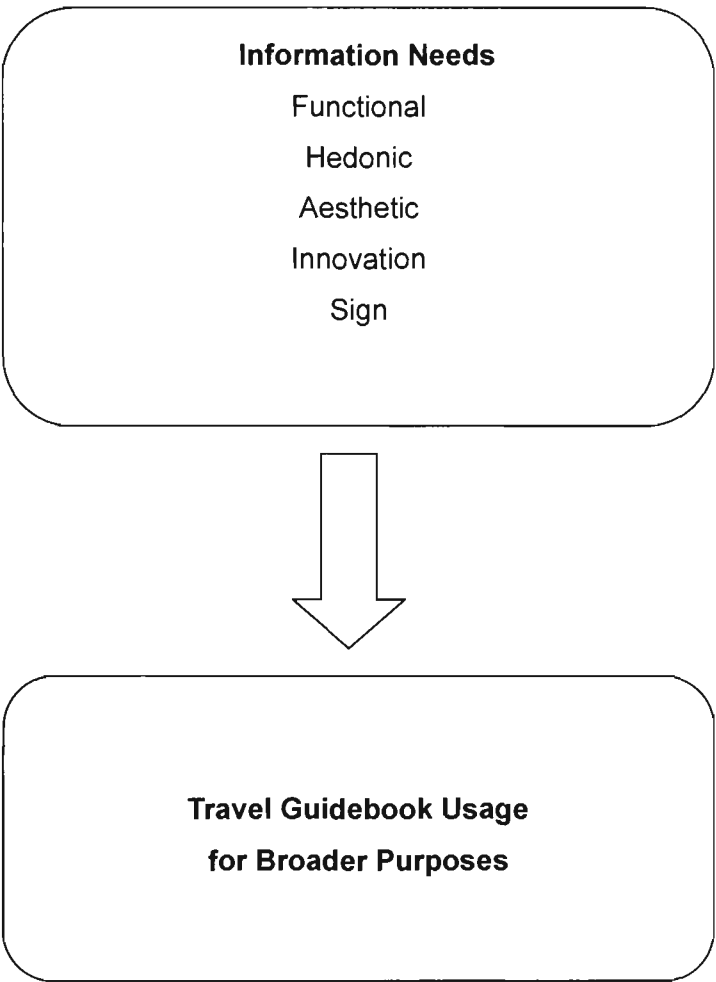 Information Needs
Functional
Hedonic
Aesthetic
Innovation
Sign
Travel Guidebook Usage
for Broader Purposes